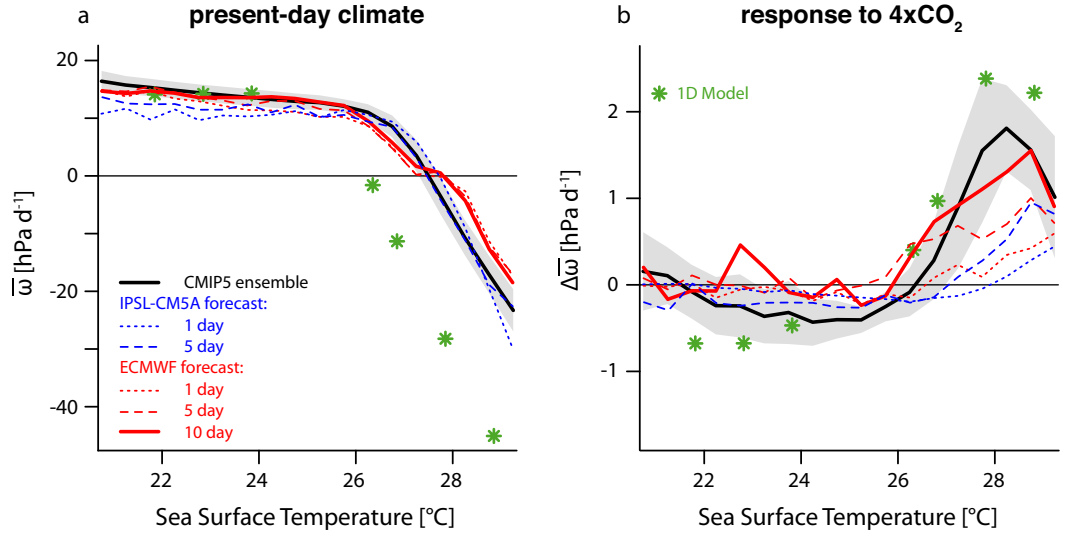 a
present-day climate
20
0
-20
-40
ω̅ [hPa d⁻¹]
CMIP5 ensemble
IPSL-CM5A forecast:
1 day
5 day
ECMWF forecast:
1 day
5 day
10 day
22
24
26
28
Sea Surface Temperature [°C]
b
response to 4xCO₂
1D Model
2
1
0
-1
Δω̅ [hPa d⁻¹]
22
24
26
28
Sea Surface Temperature [°C]